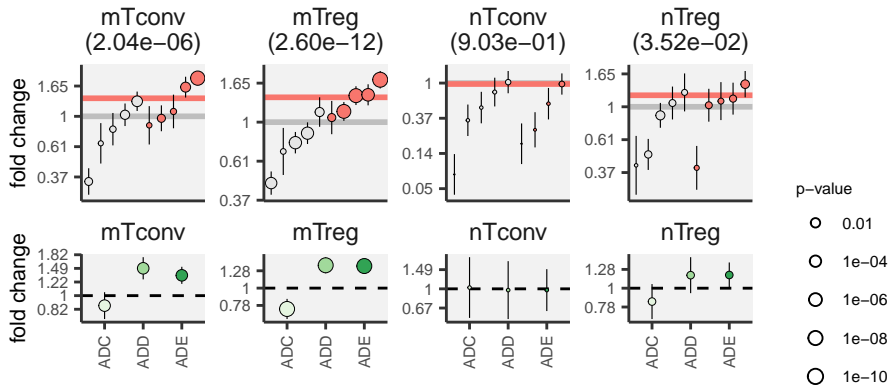 mTconv
(2.04e−06)
mTreg
(2.60e−12)
nTconv
(9.03e−01)
nTreg
(3.52e−02)
fold change
1.65
1
0.61
0.37
1.65
1
0.61
0.37
1
0.37
0.14
0.05
1.65
1
0.61
0.37
mTconv
mTreg
nTconv
nTreg
fold change
1.82
1.49
1.22
1
0.82
1.28
1
0.78
1.49
1
0.67
1.28
1
0.78
ADC
ADD
ADE
ADC
ADD
ADE
ADC
ADD
ADE
ADC
ADD
ADE
p−value
0.01
1e−04
1e−06
1e−08
1e−10